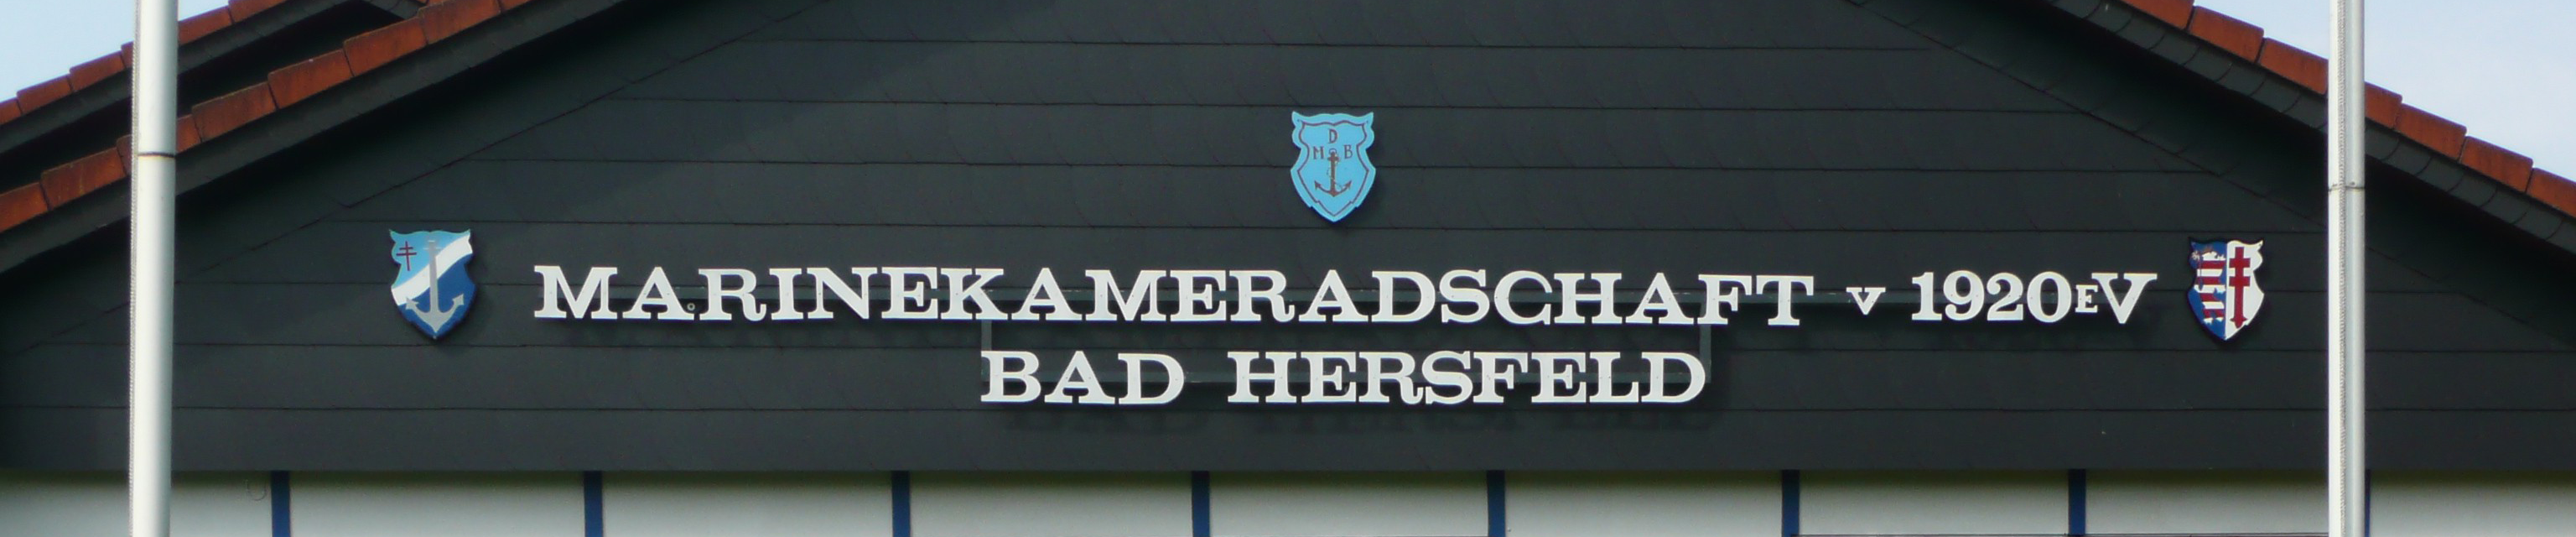 D
M B
MARINEKAMERADSCHAFT v 1920 EV
BAD HERSFELD